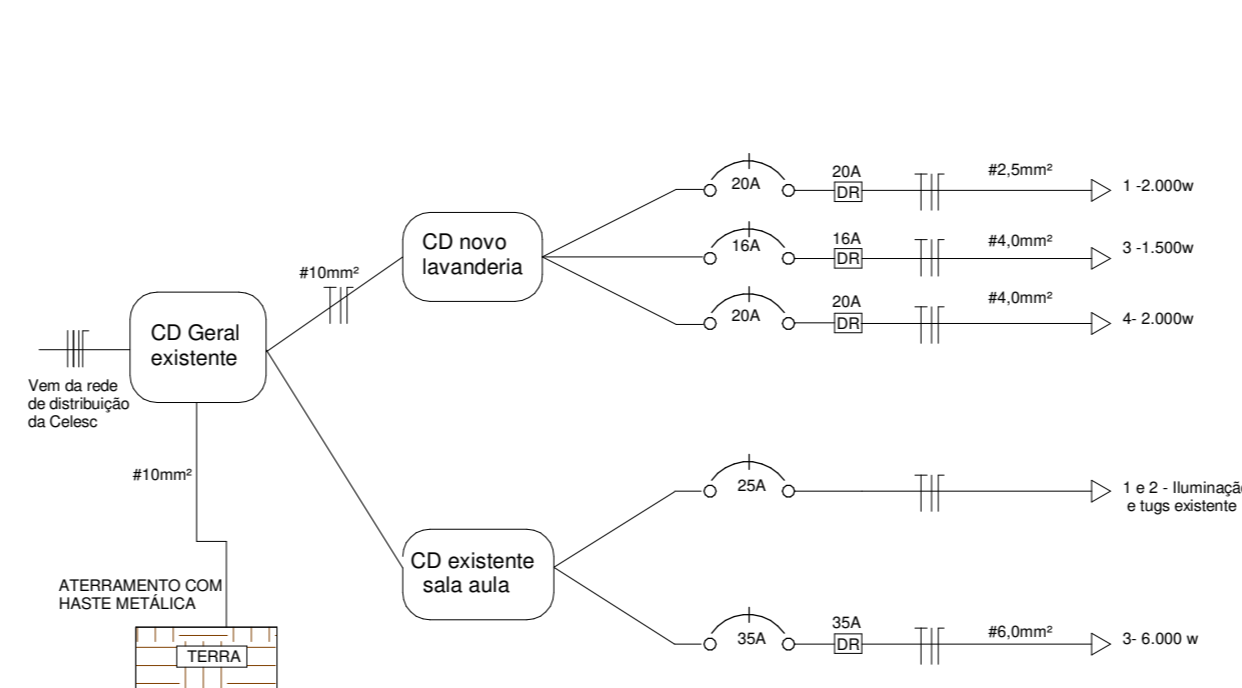 20A
20A
DR
#2,5mm²
1 -2.000w
CD novo
lavanderia
16A
16A
DR
#4,0mm²
3 -1.500w
20A
20A
DR
#4,0mm²
4- 2.000w
#10mm²
CD Geral
existente
Vem da rede
de distribuição
da Celesc
#10mm²
25A
1 e 2 - Iluminaçã
e tugs existente
CD existente
sala aula
35A
35A
DR
#6,0mm²
3- 6.000 w
ATERRAMENTO COM
HASTE METÁLICA
TERRA